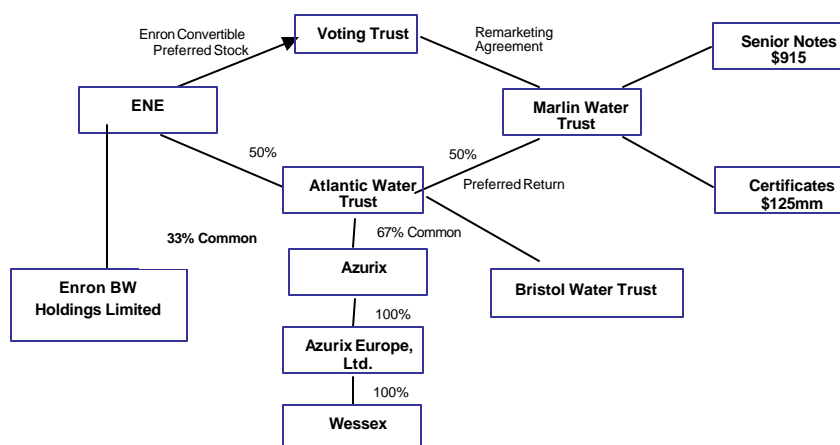 Enron Convertible
Preferred Stock
Voting Trust
Remarketing
Agreement
Senior Notes
$915
ENE
Marlin Water
Trust
50%
50%
Preferred Return
Atlantic Water
Trust
Certificates
$125mm
33% Common
67% Common
Azurix
Enron BW
Holdings Limited
Bristol Water Trust
100%
Azurix Europe,
Ltd.
100%
Wessex